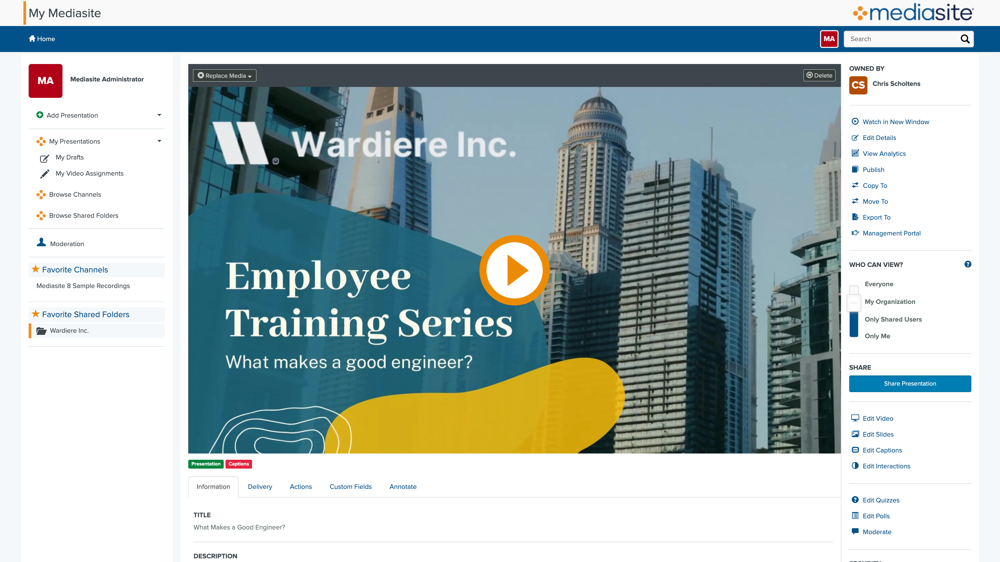 My Mediasite
mediasite
Home
MA
Search
MA
Mediasite Administrator
Add Presentation
My Presentations
My Drafts
My Video Assignments
Browse Channels
Browse Shared Folders
Moderation
Favorite Channels
Mediasite 8 Sample Recordings
Favorite Shared Folders
Wardiere Inc.
Replace Media
Delete
Wardiere Inc.
Employee
Training Series
What makes a good engineer?
Presentation
Captions
Information
Delivery
Actions
Custom Fields
Annotate
TITLE
What Makes a Good Engineer?
DESCRIPTION
OWNED BY
CS
Chris Scholtens
Watch in New Window
Edit Details
View Analytics
Publish
Copy To
Move To
Export To
Management Portal
WHO CAN VIEW?
Everyone
My Organization
Only Shared Users
Only Me
SHARE
Share Presentation
Edit Video
Edit Slides
CC
Edit Captions
Edit Interactions
Edit Quizzes
Edit Polls
Moderate